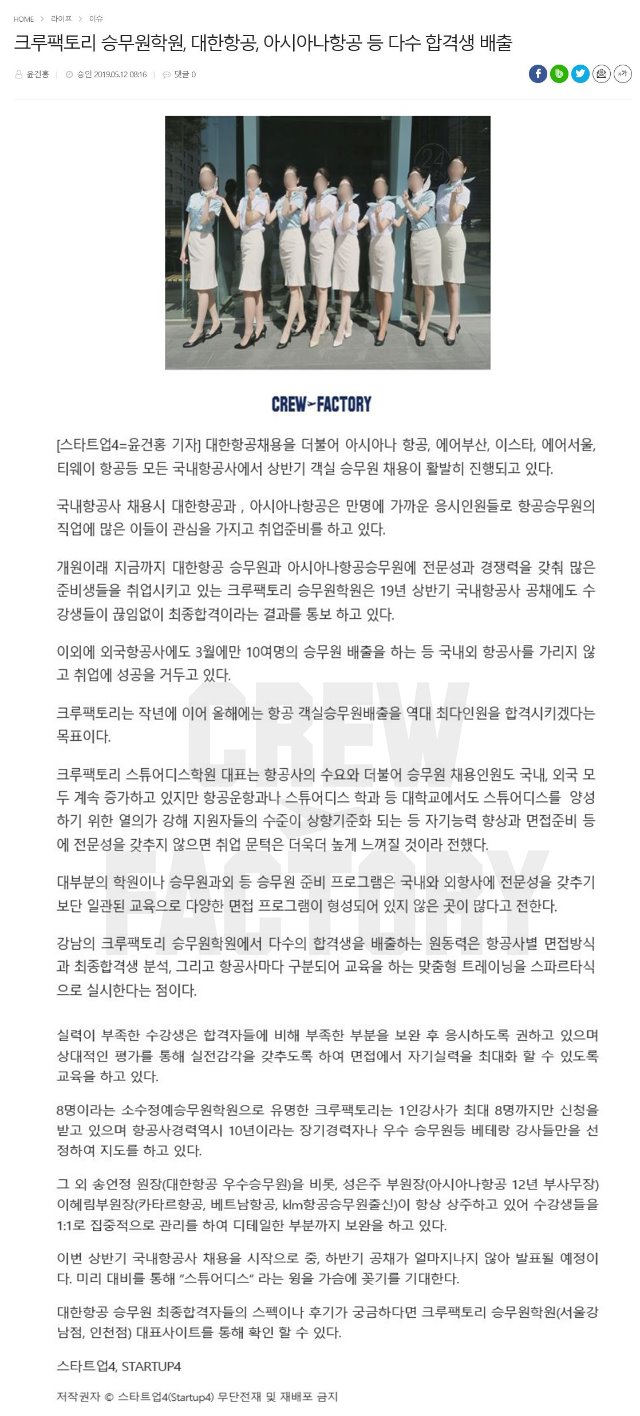 HOME > 라이프 > 이슈
크루팩토리 승무원학원, 대한항공, 아시아나항공 등 다수 합격생 배출
윤건홍 | 승인 2019.05.12 08:16 | 댓글 0
가
24
CREW FACTORY
[스타트업4=윤건홍 기자] 대한항공채용을 더불어 아시아나 항공, 에어부산, 이스타, 에어서울,
티웨이 항공등 모든 국내항공사에서 상반기 객실 승무원 채용이 활발히 진행되고 있다.
국내항공사 채용시 대한항공과 , 아시아나항공은 만명에 가까운 응시인원들로 항공승무원의
직업에 많은 이들이 관심을 가지고 취업준비를 하고 있다.
개원이래 지금까지 대한항공 승무원과 아시아나항공승무원에 전문성과 경쟁력을 갖춰 많은
준비생들을 취업시키고 있는 크루팩토리 승무원학원은 19년 상반기 국내항공사 공채에도 수
강생들이 끊임없이 최종합격이라는 결과를 통보 하고 있다.
이외에 외국항공사에도 3월에만 10여명의 승무원 배출을 하는 등 국내외 항공사를 가리지 않
고 취업에 성공을 거두고 있다.
크루팩토리는 작년에 이어 올해에는 항공 객실승무원배출을 역대 최다인원을 합격시키겠다는
목표이다.
크루팩토리 스튜어디스학원 대표는 항공사의 수요와 더불어 승무원 채용인원도 국내, 외국 모
두 계속 증가하고 있지만 항공운항과나 스튜어디스 학과 등 대학교에서도 스튜어디스를 양성
하기 위한 열의가 강해 지원자들의 수준이 상향기준화 되는 등 자기능력 향상과 면접준비 등
에 전문성을 갖추지 않으면 취업 문턱은 더욱더 높게 느껴질 것이라 전했다.
대부분의 학원이나 승무원과외 등 승무원 준비 프로그램은 국내와 외항사에 전문성을 갖추기
보단 일관된 교육으로 다양한 면접 프로그램이 형성되어 있지 않은 곳이 많다고 전한다.
강남의 크루팩토리 승무원학원에서 다수의 합격생을 배출하는 원동력은 항공사별 면접방식
과 최종합격생 분석, 그리고 항공사마다 구분되어 교육을 하는 맞춤형 트레이닝을 스파르타식
으로 실시한다는 점이다.
CREW
FACTORY
실력이 부족한 수강생은 합격자들에 비해 부족한 부분을 보완 후 응시하도록 권하고 있으며
상대적인 평가를 통해 실전감각을 갖추도록 하여 면접에서 자기실력을 최대화 할 수 있도록
교육을 하고 있다.
8명이라는 소수정예승무원학원으로 유명한 크루팩토리는 1인강사가 최대 8명까지만 신청을
받고 있으며 항공사경력역시 10년이라는 장기경력자나 우수 승무원등 베테랑 강사들만을 선
정하여 지도를 하고 있다.
그 외 송언정 원장(대한항공 우수승무원)을 비롯, 성은주 부원장(아시아나항공 12년 부사무장)
이혜림부원장(카타르항공, 베트남항공, klm항공승무원출신)이 항상 상주하고 있어 수강생들을
1:1로 집중적으로 관리를 하여 디테일한 부분까지 보완을 하고 있다.
이번 상반기 국내항공사 채용을 시작으로 중, 하반기 공채가 얼마지나지 않아 발표될 예정이
다. 미리 대비를 통해 "스튜어디스" 라는 윙을 가슴에 꽂기를 기대한다.
대한항공 승무원 최종합격자들의 스펙이나 후기가 궁금하다면 크루팩토리 승무원학원(서울강
남점, 인천점) 대표사이트를 통해 확인 할 수 있다.
스타트업4, STARTUP4
저작권자 © 스타트업4(Startup4) 무단전재 및 재배포 금지